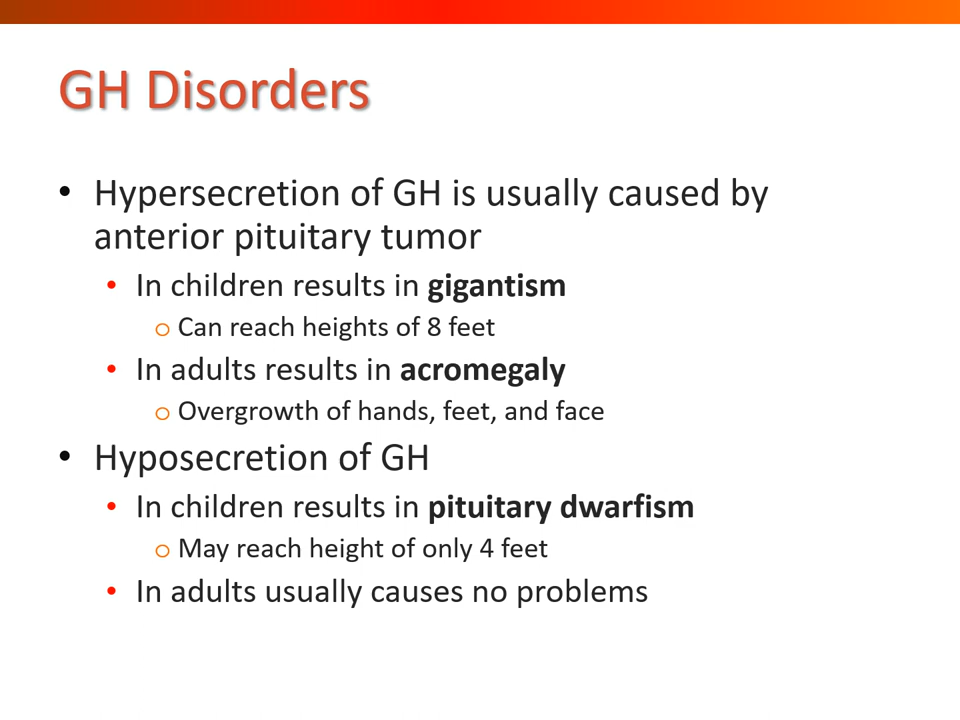 GH Disorders
• Hypersecretion of GH is usually caused by
anterior pituitary tumor
• In children results in gigantism
o Can reach heights of 8 feet
• In adults results in acromegaly
o Overgrowth of hands, feet, and face
• Hyposecretion of GH
• In children results in pituitary dwarfism
o May reach height of only 4 feet
• In adults usually causes no problems